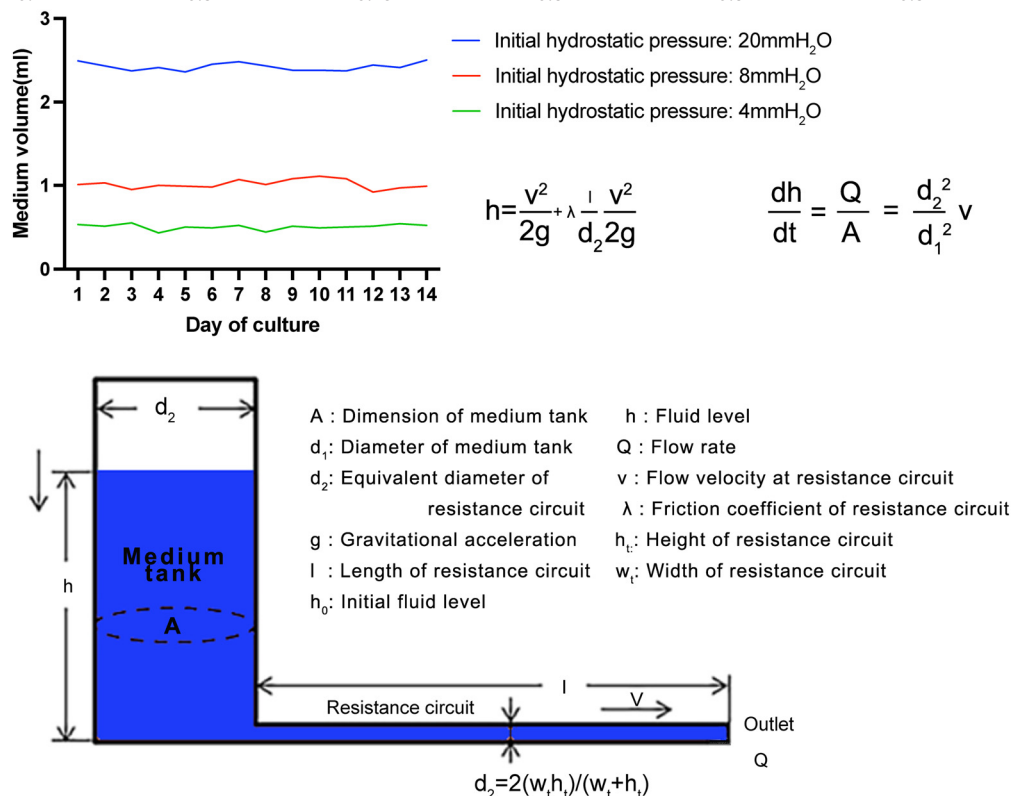 3
2
1
0
Medium volume(ml)
1 2 3 4 5 6 7 8 9 10 11 12 13 14
Day of culture
Initial hydrostatic pressure: 20mmH₂O
Initial hydrostatic pressure: 8mmH₂O
Initial hydrostatic pressure: 4mmH₂O
h=v²/2g + λ l/d₂ v²/2g
dh/dt = Q/A = d₂²/d₁² v
d₂
h
Medium
tank
A
A : Dimension of medium tank
d₁: Diameter of medium tank
d₂: Equivalent diameter of
resistance circuit
g : Gravitational acceleration
l : Length of resistance circuit
h₀: Initial fluid level
h : Fluid level
Q : Flow rate
v : Flow velocity at resistance circuit
λ : Friction coefficient of resistance circuit
hₜ: Height of resistance circuit
wₜ: Width of resistance circuit
l
Resistance circuit
V
Outlet
Q
d₂=2(wₜhₜ)/(wₜ+hₜ)